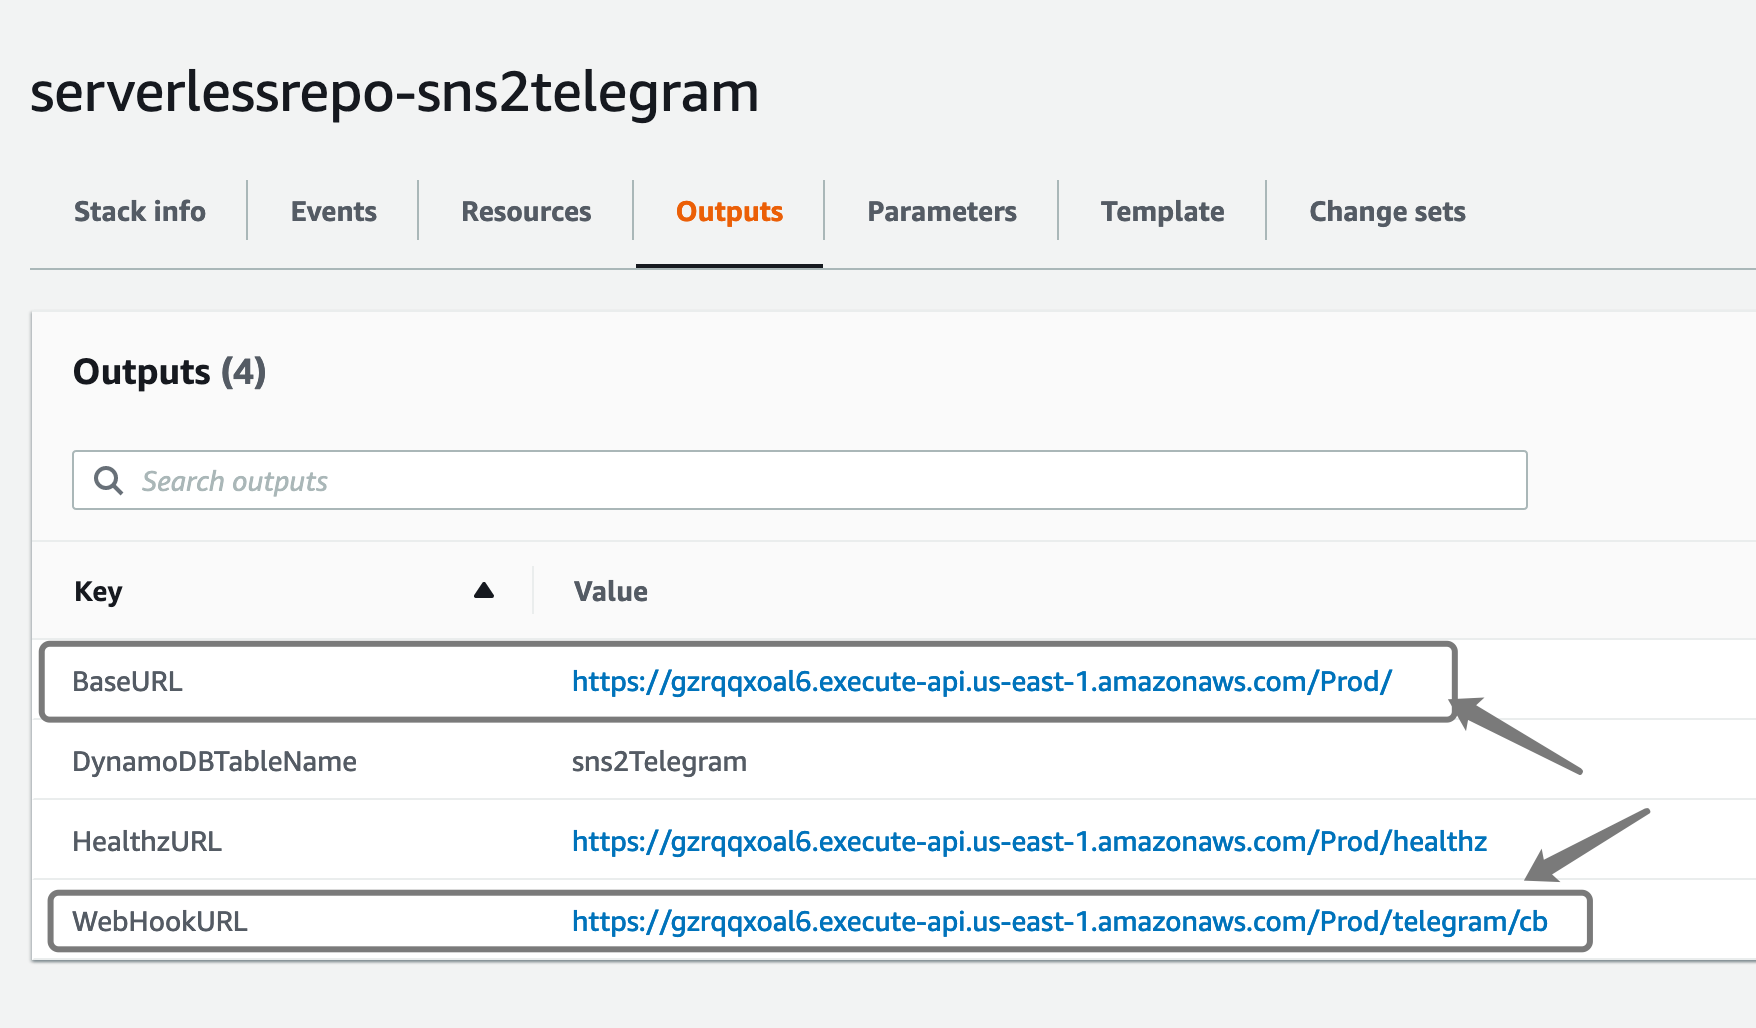 serverlessrepo-sns2telegram
Stack info Events Resources Outputs Parameters Template Change sets
Outputs (4)
Search outputs
Key Value
BaseURL https://gzrqqxoal6.execute-api.us-east-1.amazonaws.com/Prod/
DynamoDBTableName sns2Telegram
HealthzURL https://gzrqqxoal6.execute-api.us-east-1.amazonaws.com/Prod/healthz
WebHookURL https://gzrqqxoal6.execute-api.us-east-1.amazonaws.com/Prod/telegram/cb